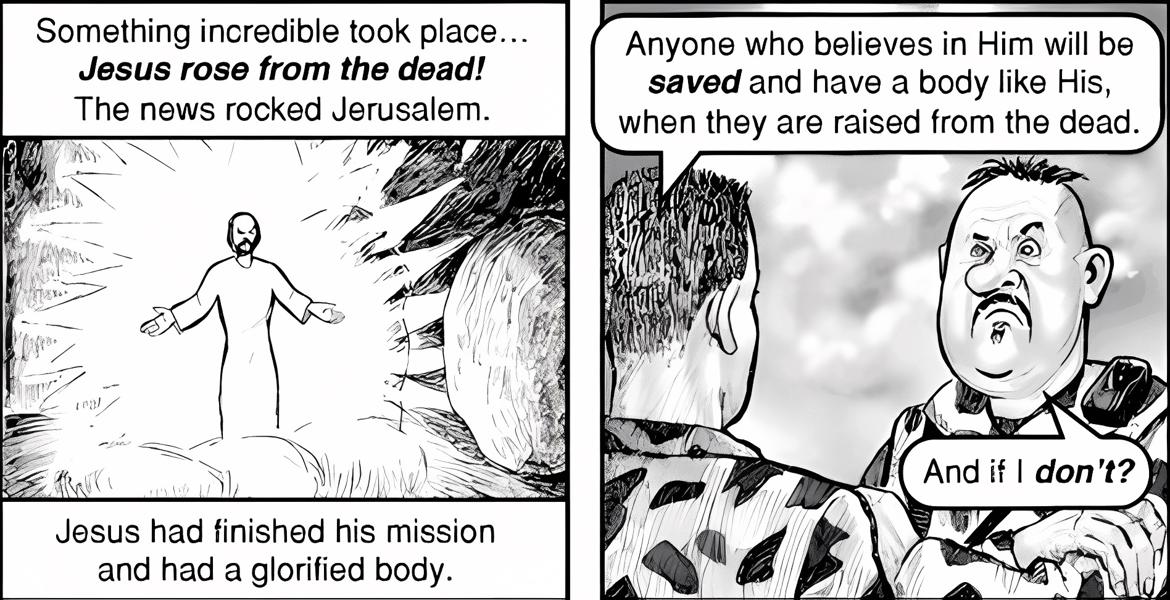 Something incredible took place...
Jesus rose from the dead!
The news rocked Jerusalem.
Jesus had finished his mission
and had a glorified body.
Anyone who believes in Him will be
saved and have a body like His,
when they are raised from the dead.
And if I don't?